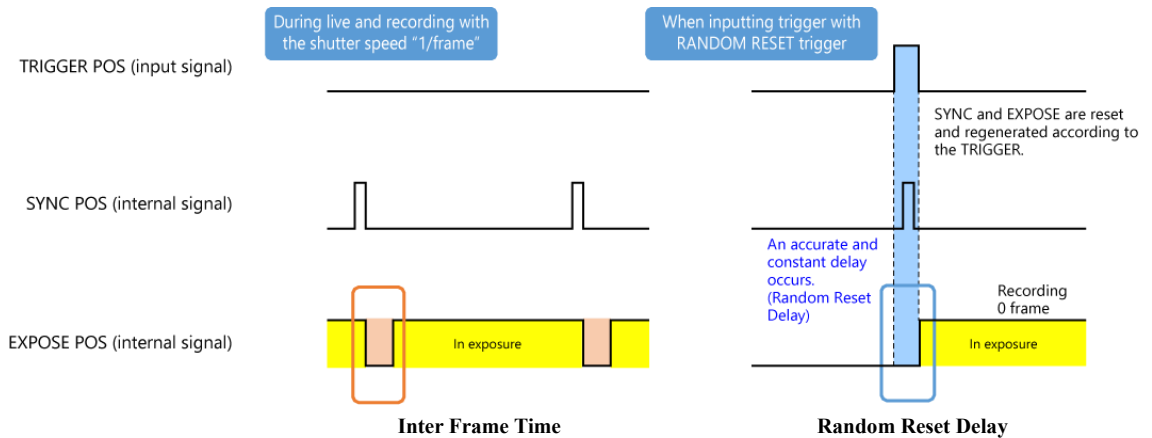 During live and recording with
the shutter speed “1/frame”
When inputting trigger with
RANDOM RESET trigger
TRIGGER POS (input signal)
SYNC and EXPOSE are reset
and regenerated according to
the TRIGGER.
SYNC POS (internal signal)
An accurate and
constant delay
occurs.
(Random Reset
Delay)
Recording
0 frame
EXPOSE POS (internal signal)
In exposure
In exposure
Inter Frame Time
Random Reset Delay